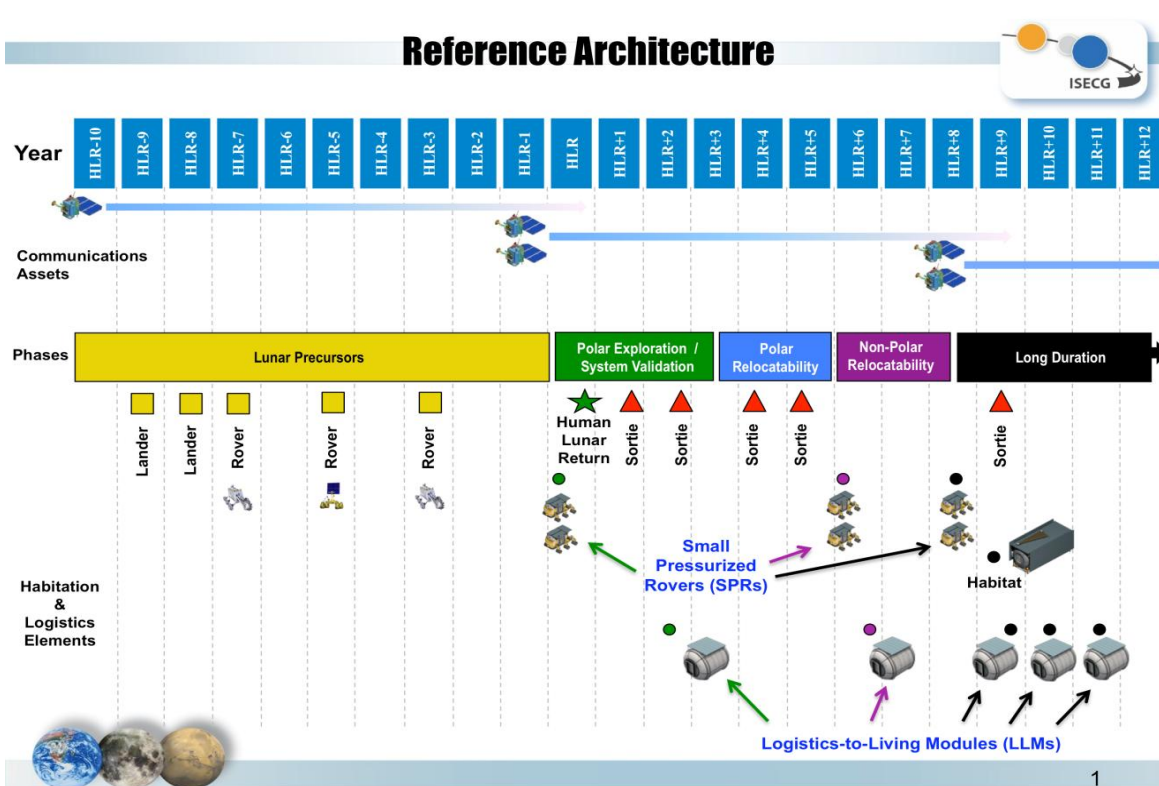 Reference Architecture
ISECG
Year
HLR-10
HLR-9
HLR-8
HLR-7
HLR-6
HLR-5
HLR-4
HLR-3
HLR-2
HLR-1
HLR
HLR+1
HLR+2
HLR+3
HLR+4
HLR+5
HLR+6
HLR+7
HLR+8
HLR+9
HLR+10
HLR+11
HLR+12
Communications
Assets
Phases
Lunar Precursors
Polar Exploration /
System Validation
Polar
Relocatability
Non-Polar
Relocatability
Long Duration
Lander
Lander
Rover
Rover
Rover
Human
Lunar
Return
Sortie
Sortie
Sortie
Sortie
Sortie
Small
Pressurized
Rovers (SPRs)
Habitat
Habitation
&
Logistics
Elements
Logistics-to-Living Modules (LLMs)
1